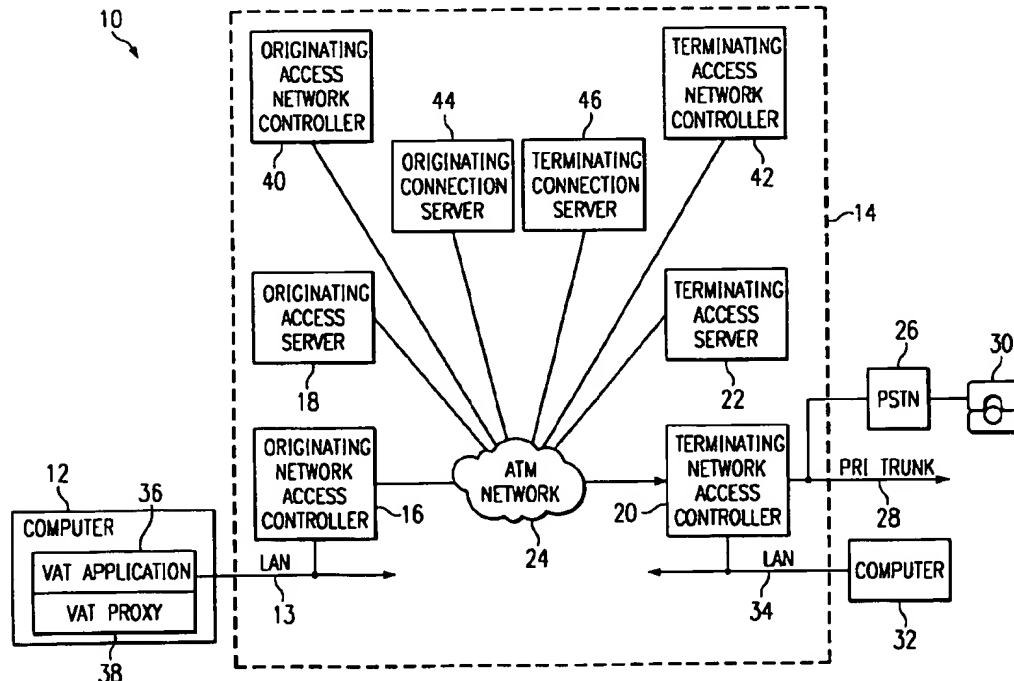 10
ORIGINATING
ACCESS
NETWORK
CONTROLLER
40
44
ORIGINATING
CONNECTION
SERVER
46
TERMINATING
CONNECTION
SERVER
TERMINATING
ACCESS
NETWORK
CONTROLLER
42
14
ORIGINATING
ACCESS
SERVER
18
TERMINATING
ACCESS
SERVER
22
26
PSTN
30
12
COMPUTER
36
VAT APPLICATION
VAT PROXY
38
ORIGINATING
NETWORK
ACCESS
CONTROLLER
16
LAN
13
ATM
NETWORK
24
TERMINATING
NETWORK
ACCESS
CONTROLLER
20
PRI TRUNK
28
LAN
34
COMPUTER
32